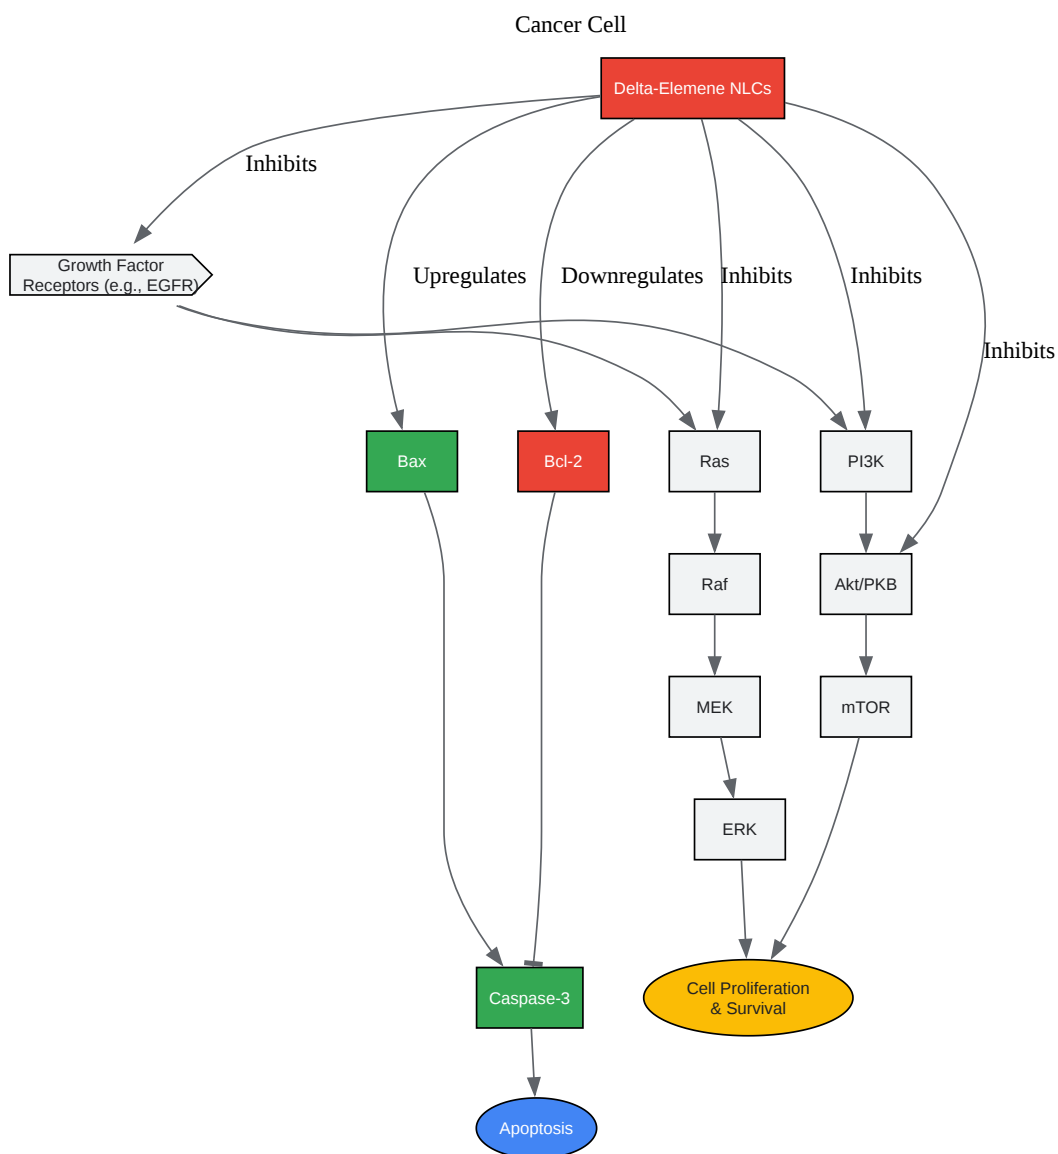 Cancer Cell
Delta-Elemene NLCs
Inhibits
Growth Factor
Receptors (e.g., EGFR)
Upregulates
Downregulates
Inhibits
Inhibits
Inhibits
Bax
Bcl-2
Ras
PI3K
Raf
Akt/PKB
MEK
mTOR
ERK
Caspase-3
Cell Proliferation
& Survival
Apoptosis